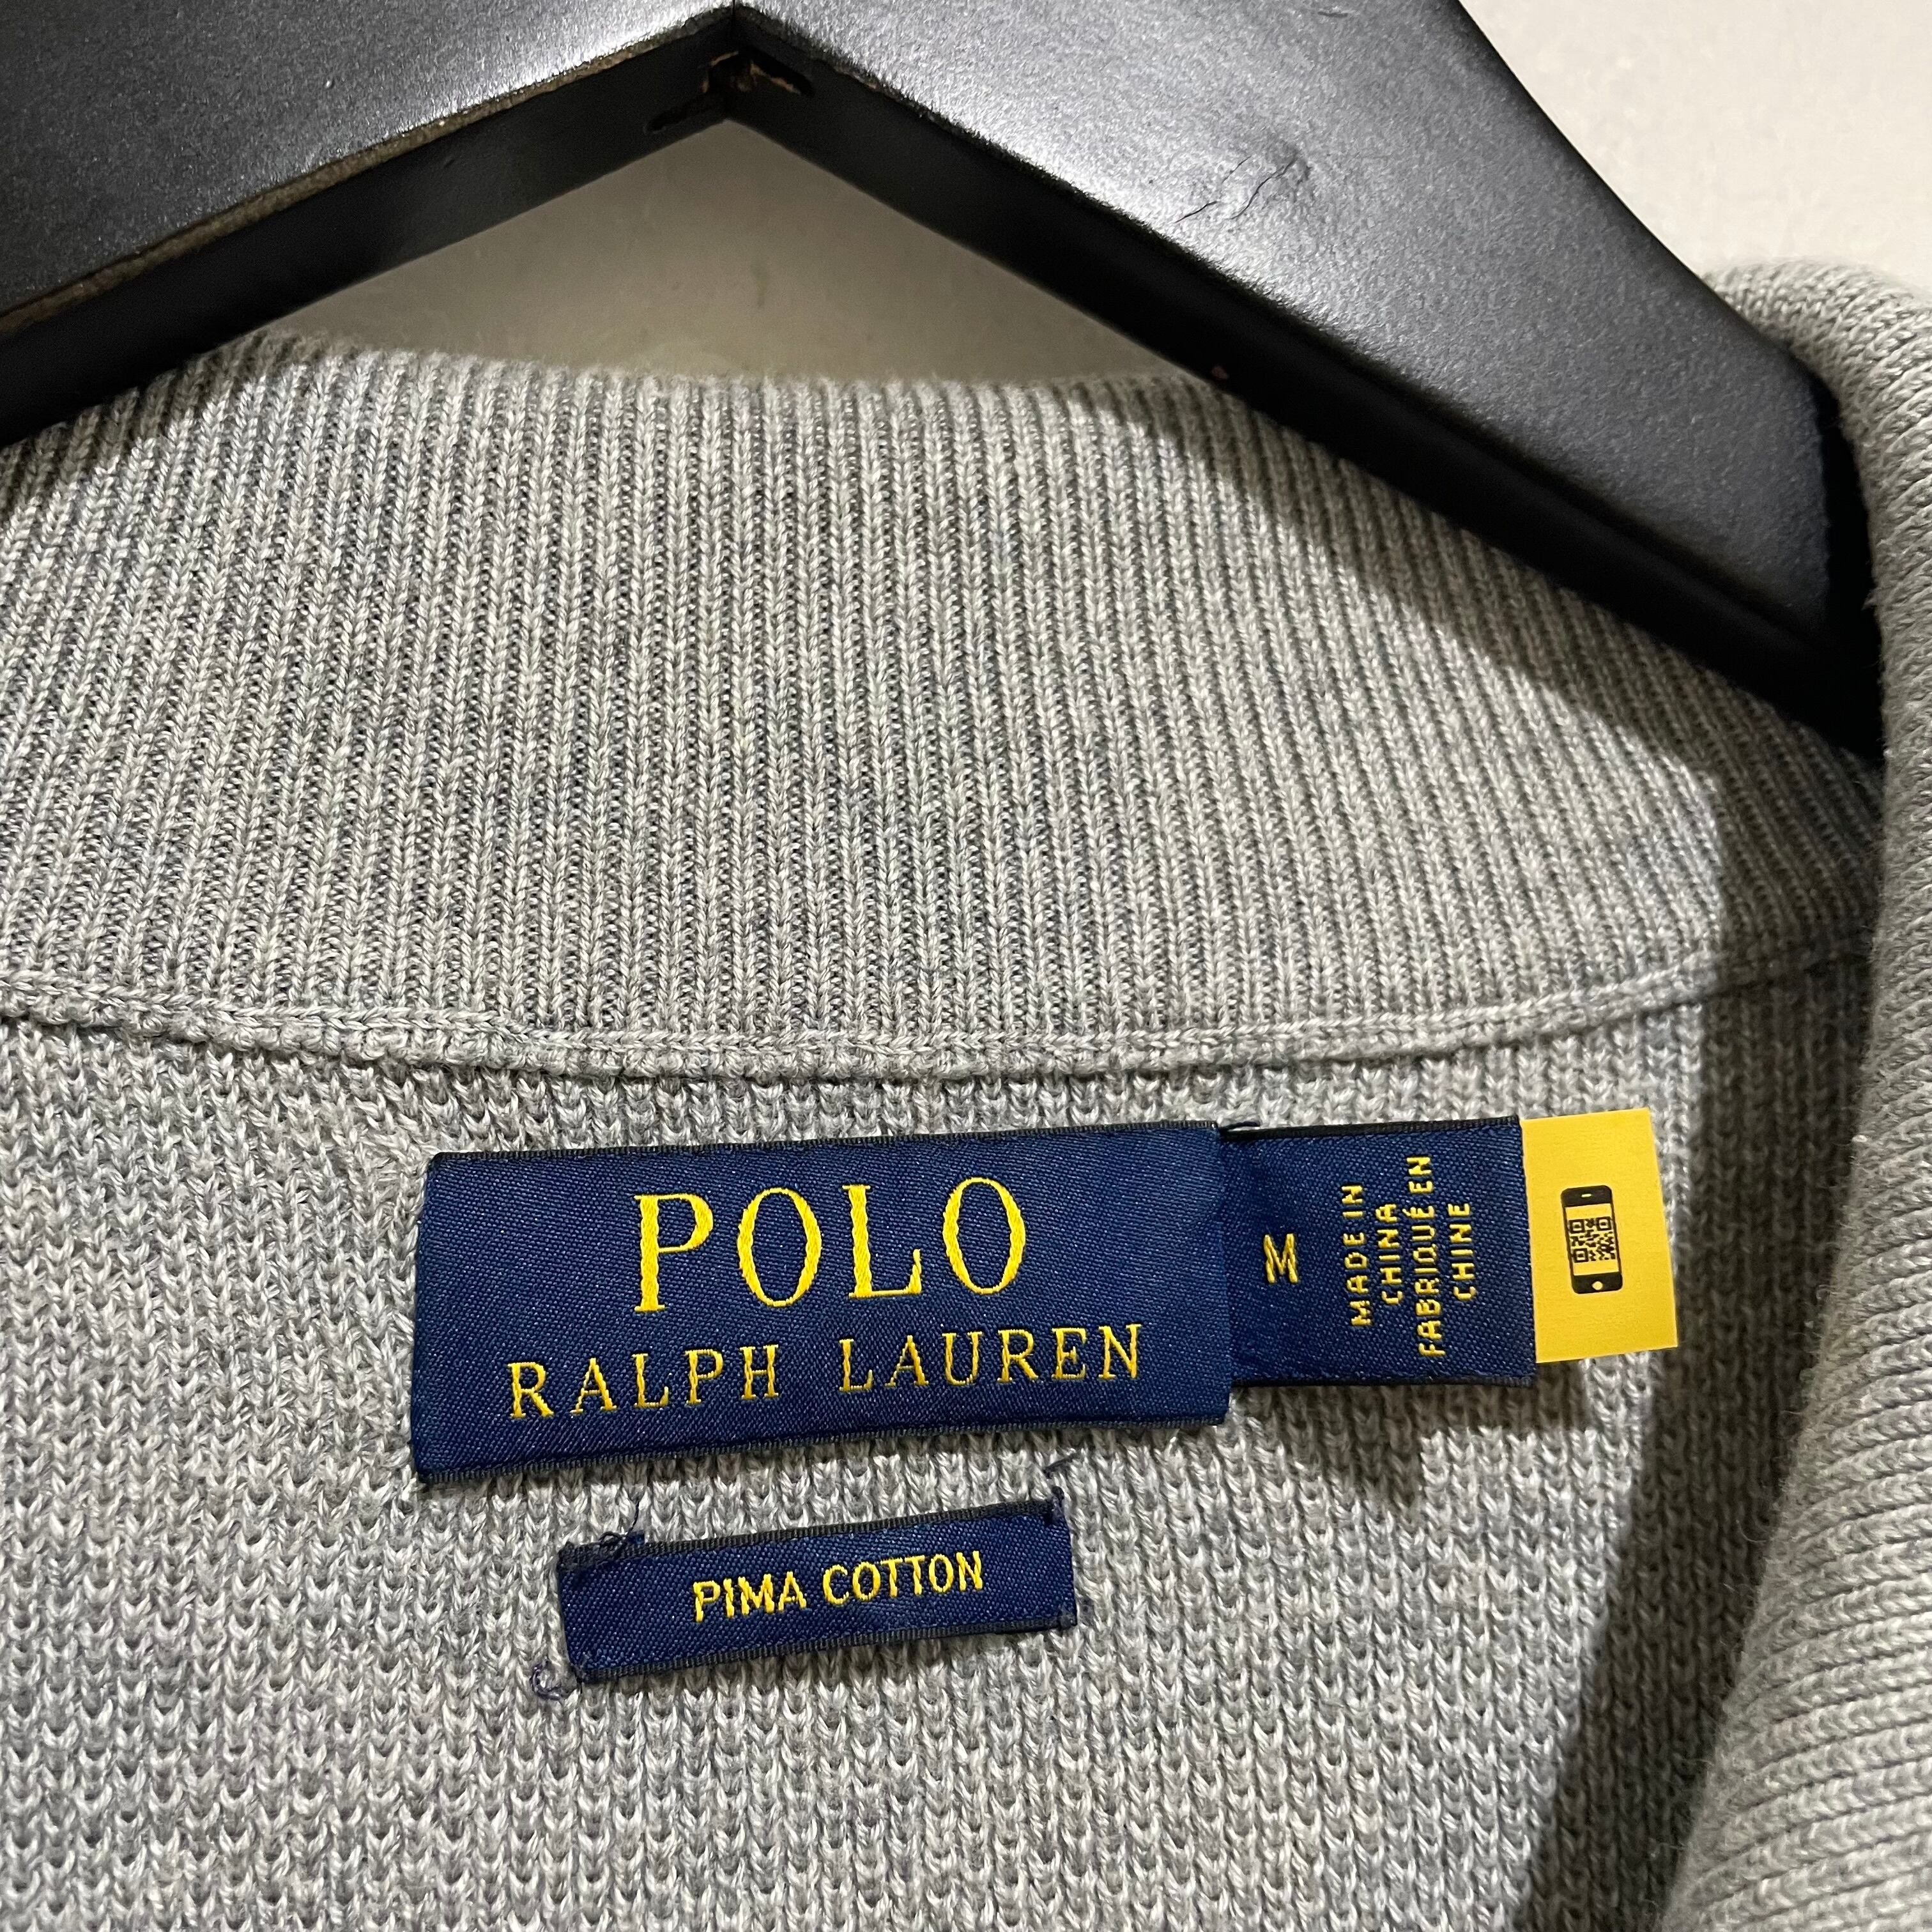 POLO
RALPH LAUREN
M
MADE IN
CHINA
FABRIQUÉ EN
CHINE
PIMA COTTON